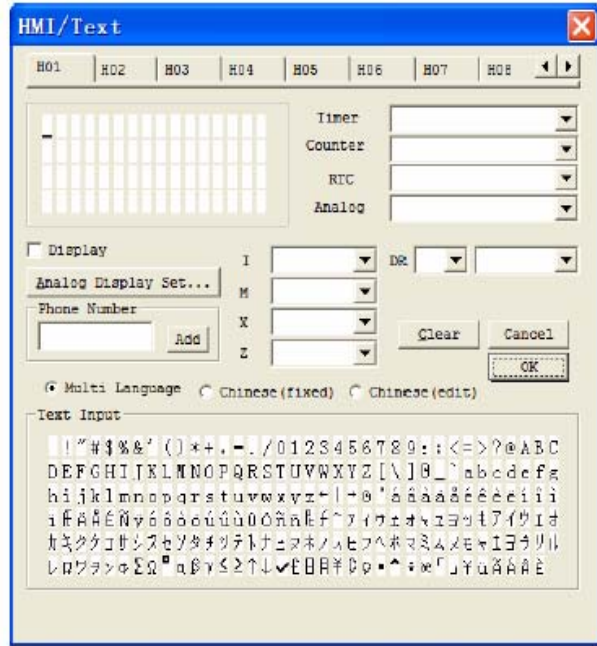 HMI/Text
H01 H02 H03 H04 H05 H06 H07 H08
Timer
Counter
RTC
Analog
Display
I
DR
Analog Display Set...
M
Phone Number
Add
X
Z
Clear
Cancel
OK
Multi Language
Chinese(fixed)
Chinese(edit)
Text Input
!"#$%&'()*+,-./0123456789:;<=>?@ABC
DEFGHIJKLMNOPQRSTUVWXYZ[\]
_`abcdefg
hijklmnopqrstuvwxyz